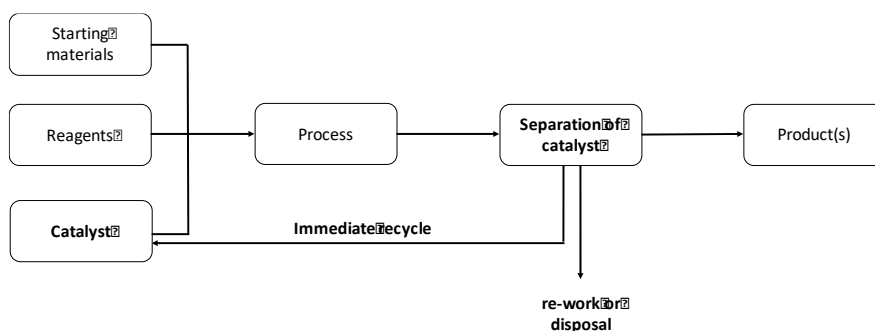 Starting
materials
Reagents
Process
Separation of
catalyst
Product(s)
Catalyst
Immediate recycle
re-work or
disposal